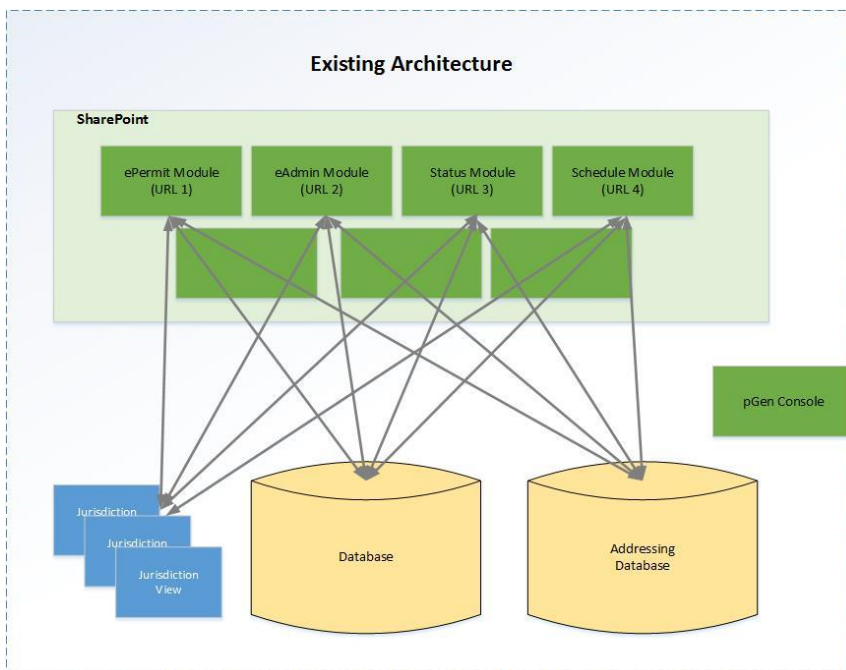 Existing Architecture
SharePoint
ePermit Module
(URL 1)
eAdmin Module
(URL 2)
Status Module
(URL 3)
Schedule Module
(URL 4)
pGen Console
Jurisdiction
Jurisdiction
Jurisdiction
View
Database
Addressing
Database